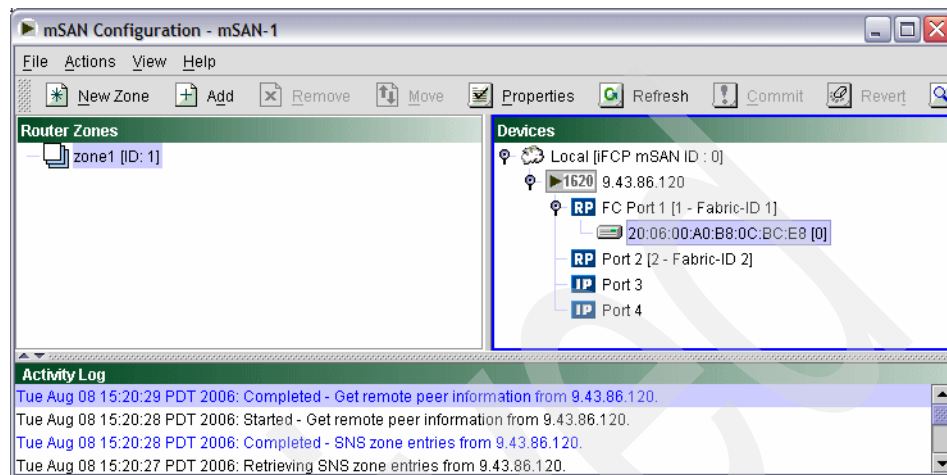 mSAN Configuration - mSAN-1
File Actions View Help
New Zone Add Remove Move Properties Refresh Commit Revert
Router Zones
zone1 [ID: 1]
Devices
Local [iFCP mSAN ID : 0]
1620 9.43.86.120
RP FC Port 1 [1 - Fabric-ID 1]
20:06:00:A0:B8:0C:BC:E8 [0]
RP Port 2 [2 - Fabric-ID 2]
IP Port 3
IP Port 4
Activity Log
Tue Aug 08 15:20:29 PDT 2006: Completed - Get remote peer information from 9.43.86.120.
Tue Aug 08 15:20:28 PDT 2006: Started - Get remote peer information from 9.43.86.120.
Tue Aug 08 15:20:28 PDT 2006: Completed - SNS zone entries from 9.43.86.120.
Tue Aug 08 15:20:27 PDT 2006: Retrieving SNS zone entries from 9.43.86.120.